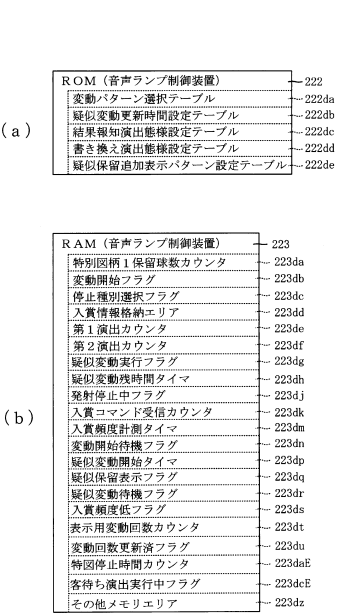 (a)
ROM(音声ランプ制御装置) 222
変動パターン選択テーブル 222da
疑似変動更新時間設定テーブル 222db
結果報知演出態様設定テーブル 222dc
書き換え演出態様設定テーブル 222dd
疑似保留追加表示パターン設定テーブル 222de
(b)
RAM(音声ランプ制御装置) 223
特別図柄1保留球数カウンタ 223da
変動開始フラグ 223db
停止種別選択フラグ 223dc
入賞情報格納エリア 223dd
第1演出カウンタ 223de
第2演出カウンタ 223df
疑似変動実行フラグ 223dg
疑似変動残時間タイマ 223dh
発射停止中フラグ 223dj
入賞コマンド受信カウンタ 223dk
入賞頻度計測タイマ 223dm
変動開始待機フラグ 223dn
疑似変動開始タイマ 223dp
疑似保留表示フラグ 223dq
疑似変動待機フラグ 223dr
入賞頻度低フラグ 223ds
表示用変動回数カウンタ 223dt
変動回数更新済フラグ 223du
特図停止時間カウンタ 223daE
客待ち演出実行中フラグ 223dcE
その他メモリエリア 223dz